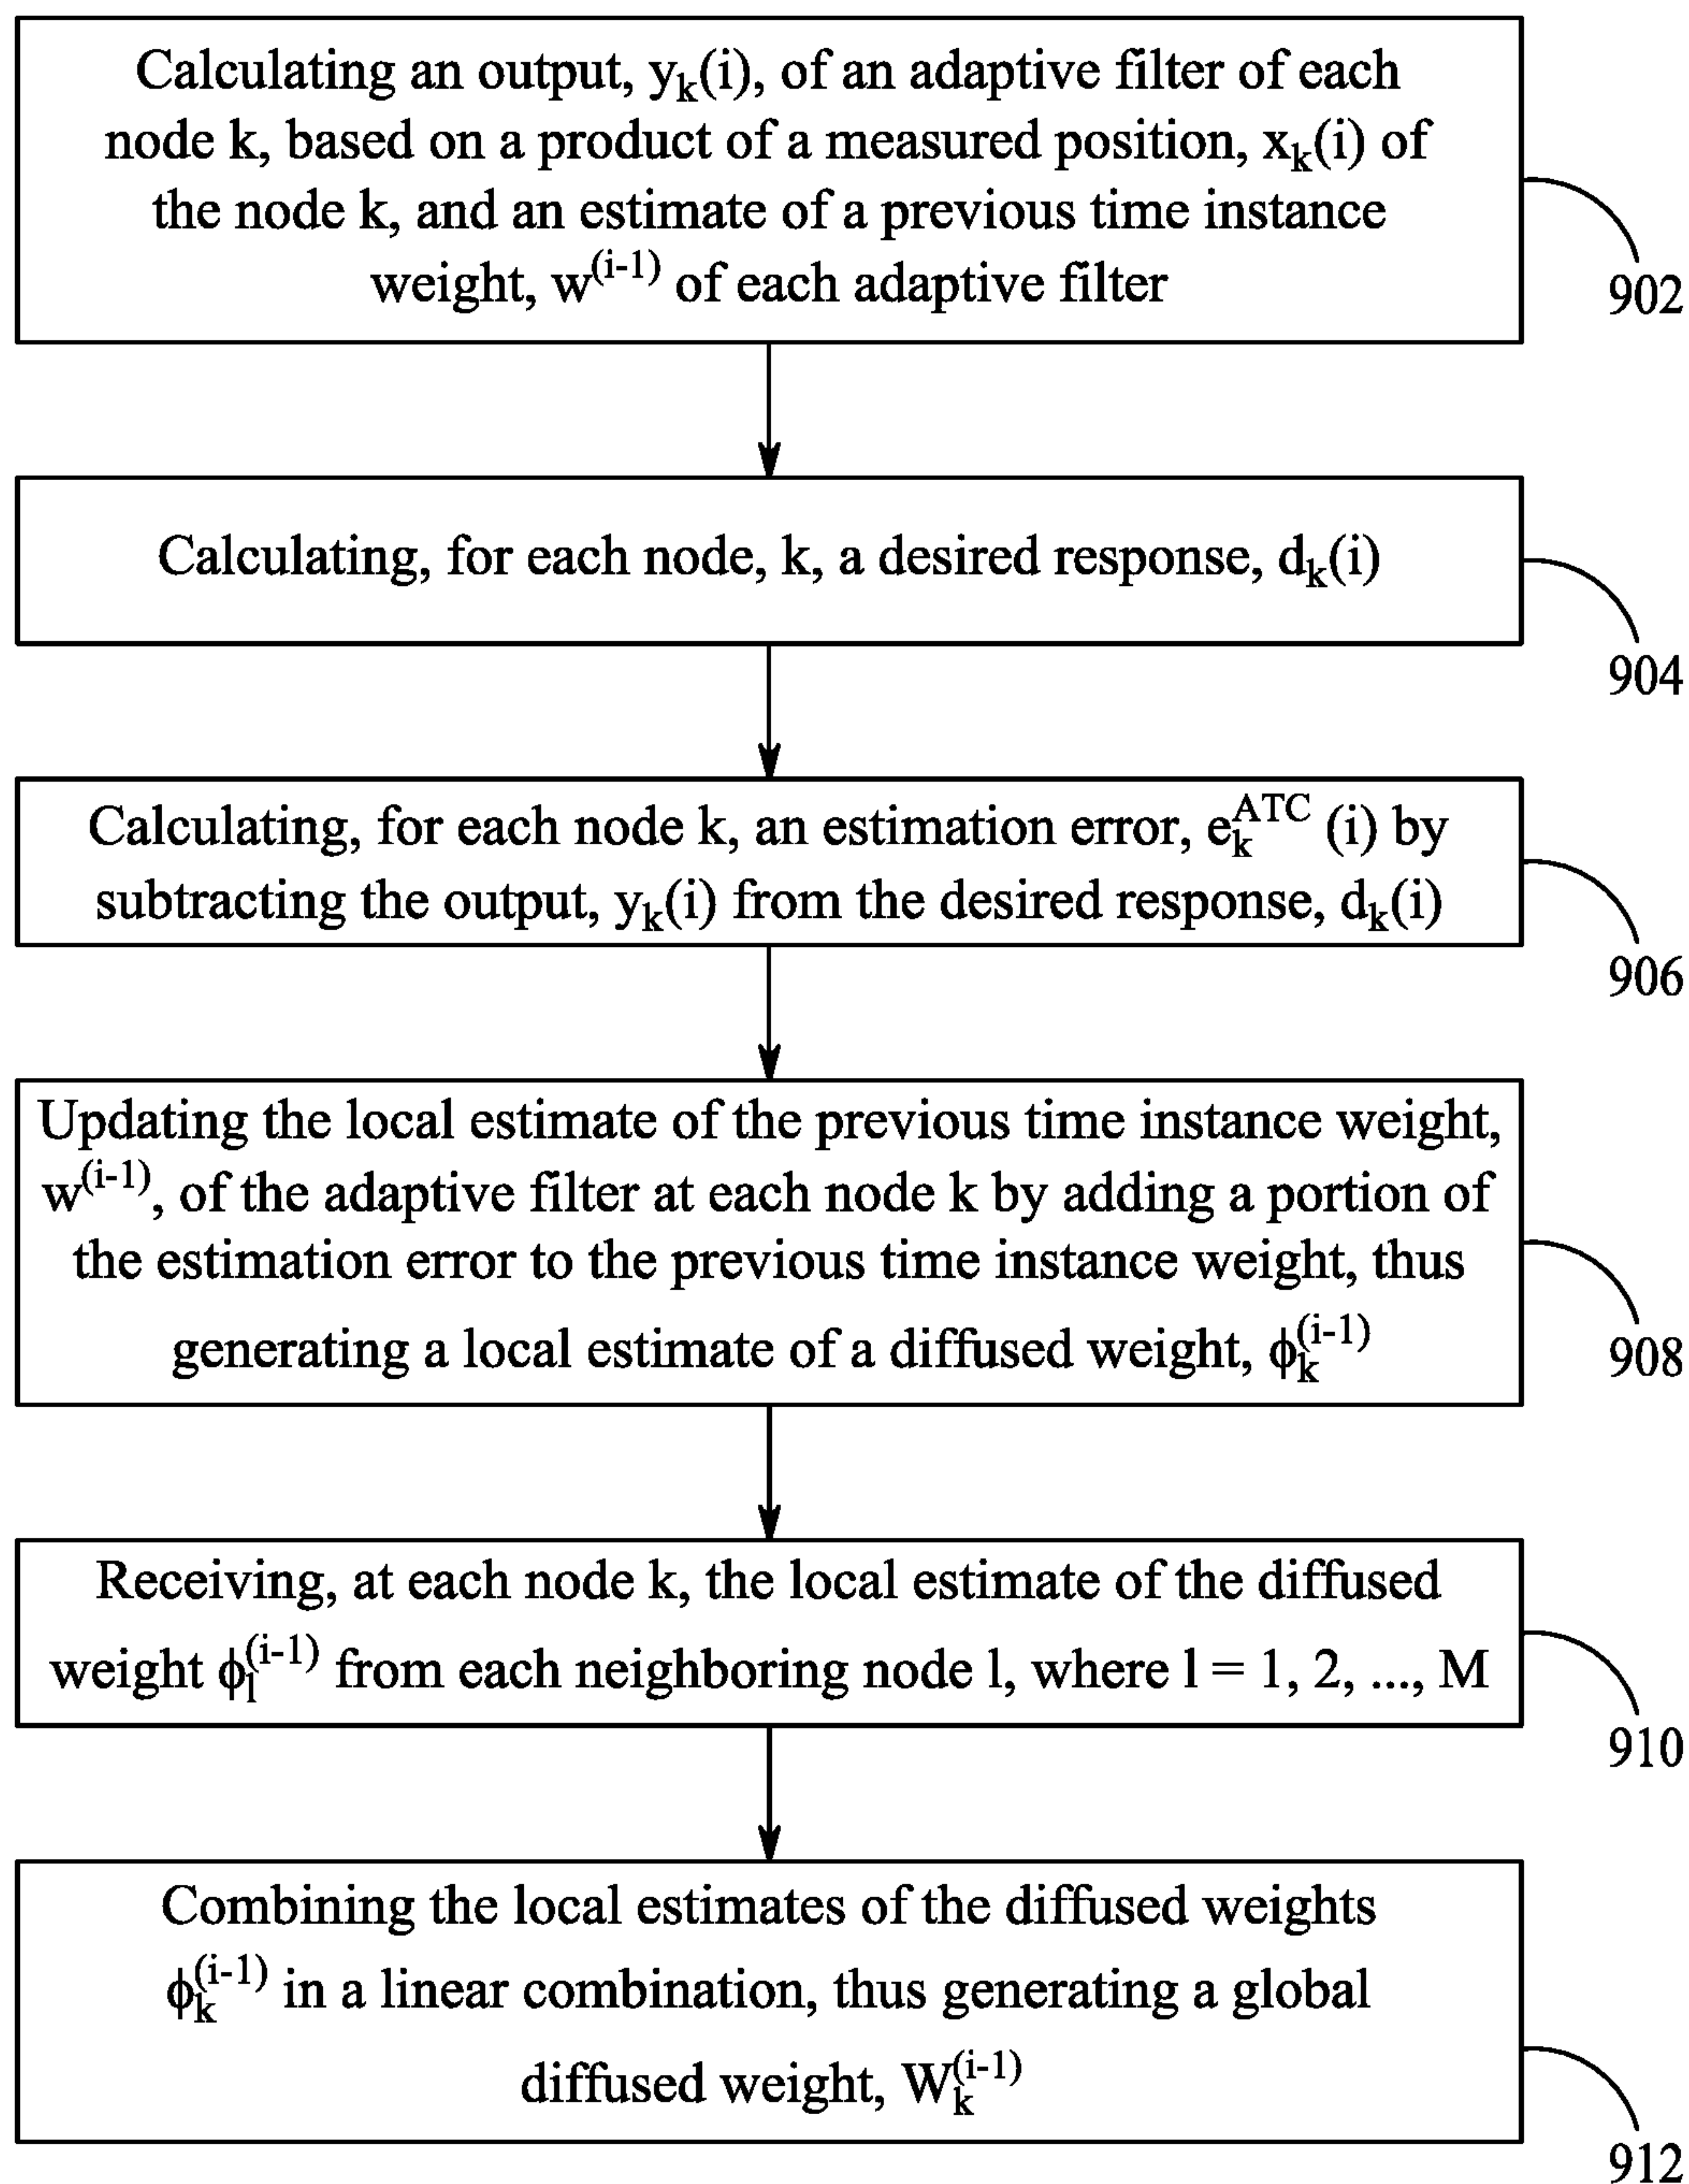 Calculating an output, yₖ(i), of an adaptive filter of each
node k, based on a product of a measured position, xₖ(i) of
the node k, and an estimate of a previous time instance
weight, w⁽ⁱ⁻¹⁾ of each adaptive filter
902
Calculating, for each node, k, a desired response, dₖ(i)
904
Calculating, for each node k, an estimation error, eₖᴬᵀꟲ (i) by
subtracting the output, yₖ(i) from the desired response, dₖ(i)
906
Updating the local estimate of the previous time instance weight,
w⁽ⁱ⁻¹⁾, of the adaptive filter at each node k by adding a portion of
the estimation error to the previous time instance weight, thus
generating a local estimate of a diffused weight, ϕₖ⁽ⁱ⁻¹⁾
908
Receiving, at each node k, the local estimate of the diffused
weight ϕₗ⁽ⁱ⁻¹⁾ from each neighboring node l, where l = 1, 2, ..., M
910
Combining the local estimates of the diffused weights
ϕₖ⁽ⁱ⁻¹⁾ in a linear combination, thus generating a global
diffused weight, Wₖ⁽ⁱ⁻¹⁾
912